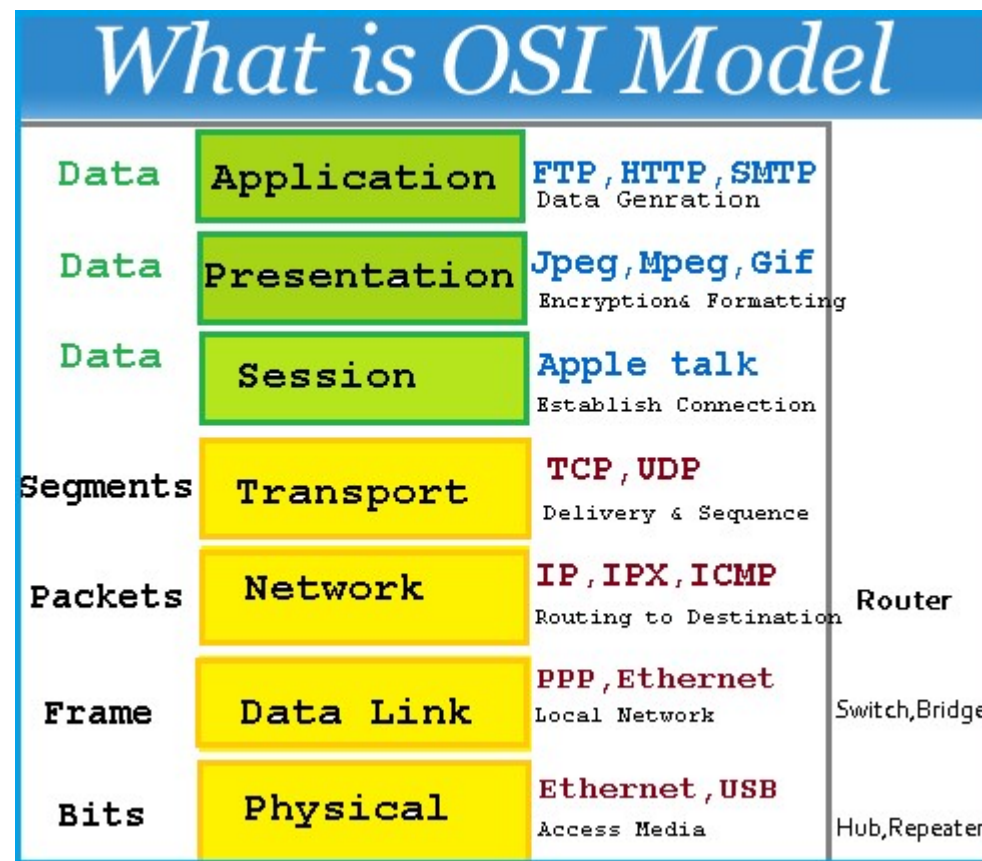 What is OSI Model
Data Application FTP,HTTP,SMTP
Data Genration
Data Presentation Jpeg,Mpeg,Gif
Encryption& Formatting
Data Session Apple talk
Establish Connection
Segments Transport TCP,UDP
Delivery & Sequence
Packets Network IP,IPX,ICMP Router
Routing to Destination
Frame Data Link PPP,Ethernet Switch,Bridge
Local Network
Bits Physical Ethernet,USB Hub,Repeater
Access Media